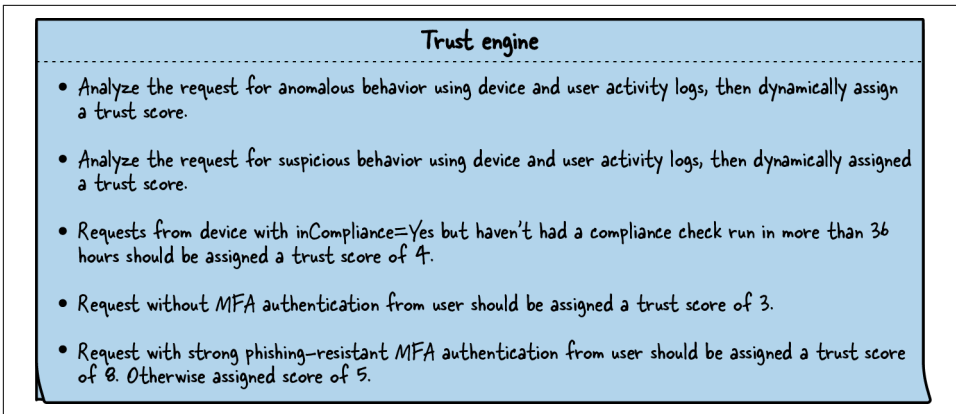 Trust engine
• Analyze the request for anomalous behavior using device and user activity logs, then dynamically assign
a trust score.
• Analyze the request for suspicious behavior using device and user activity logs, then dynamically assigned
a trust score.
• Requests from device with inCompliance=Yes but haven't had a compliance check run in more than 36
hours should be assigned a trust score of 4.
• Request without MFA authentication from user should be assigned a trust score of 3.
• Request with strong phishing-resistant MFA authentication from user should be assigned a trust score
of 8. Otherwise assigned score of 5.